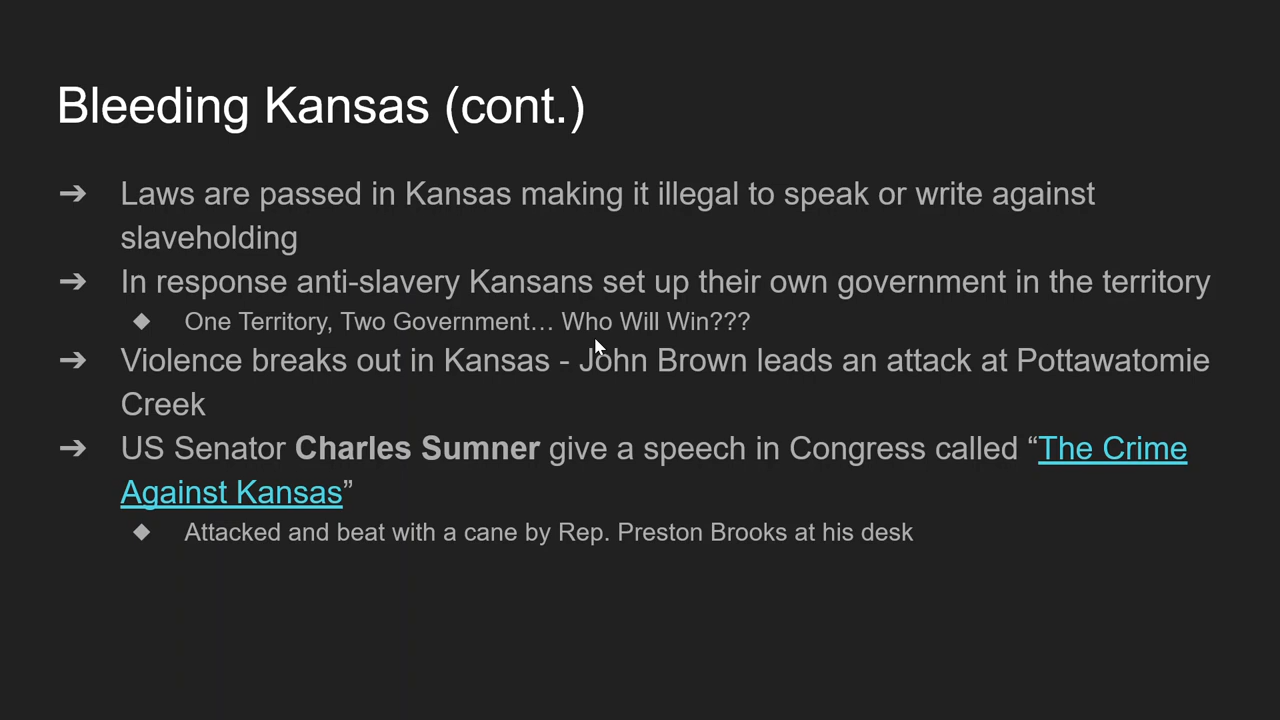 Bleeding Kansas (cont.)
➔ Laws are passed in Kansas making it illegal to speak or write against
slaveholding
➔ In response anti-slavery Kansans set up their own government in the territory
◆ One Territory, Two Government… Who Will Win???
➔ Violence breaks out in Kansas - John Brown leads an attack at Pottawatomie
Creek
➔ US Senator Charles Sumner give a speech in Congress called “The Crime
Against Kansas”
◆ Attacked and beat with a cane by Rep. Preston Brooks at his desk